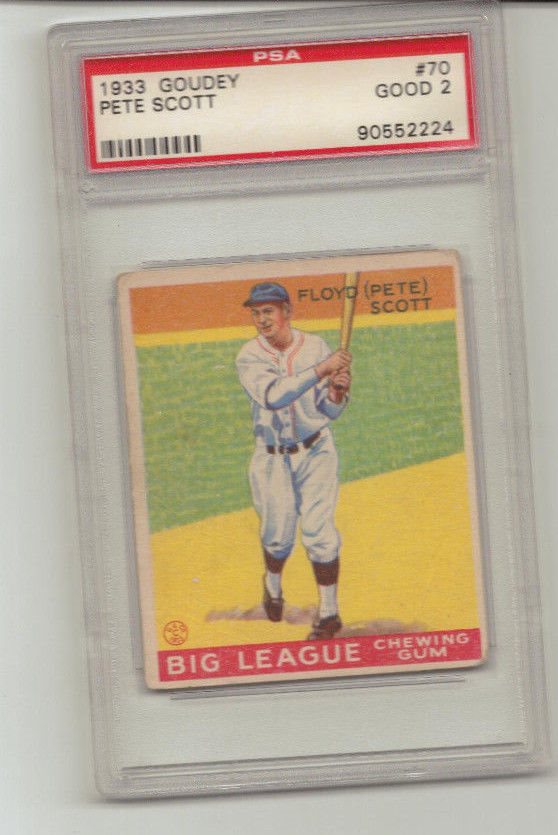 PSA
1933 GOUDEY #70
PETE SCOTT GOOD 2
90552224
FLOYD (PETE)
SCOTT
BIG LEAGUE CHEWING
GUM